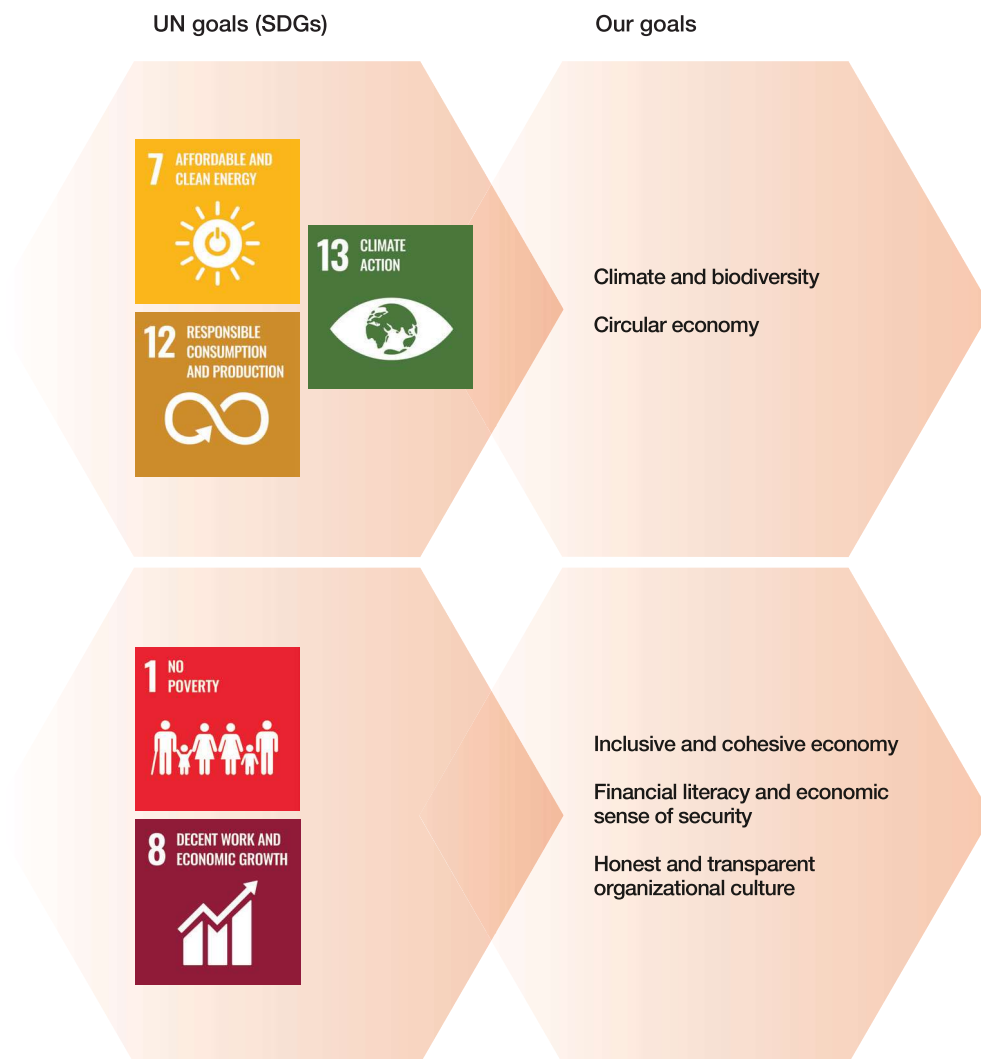 UN goals (SDGs)
Our goals
7 AFFORDABLE AND
CLEAN ENERGY
13 CLIMATE
ACTION
12 RESPONSIBLE
CONSUMPTION
AND PRODUCTION
Climate and biodiversity
Circular economy
1 NO
POVERTY
8 DECENT WORK AND
ECONOMIC GROWTH
Inclusive and cohesive economy
Financial literacy and economic
sense of security
Honest and transparent
organizational culture